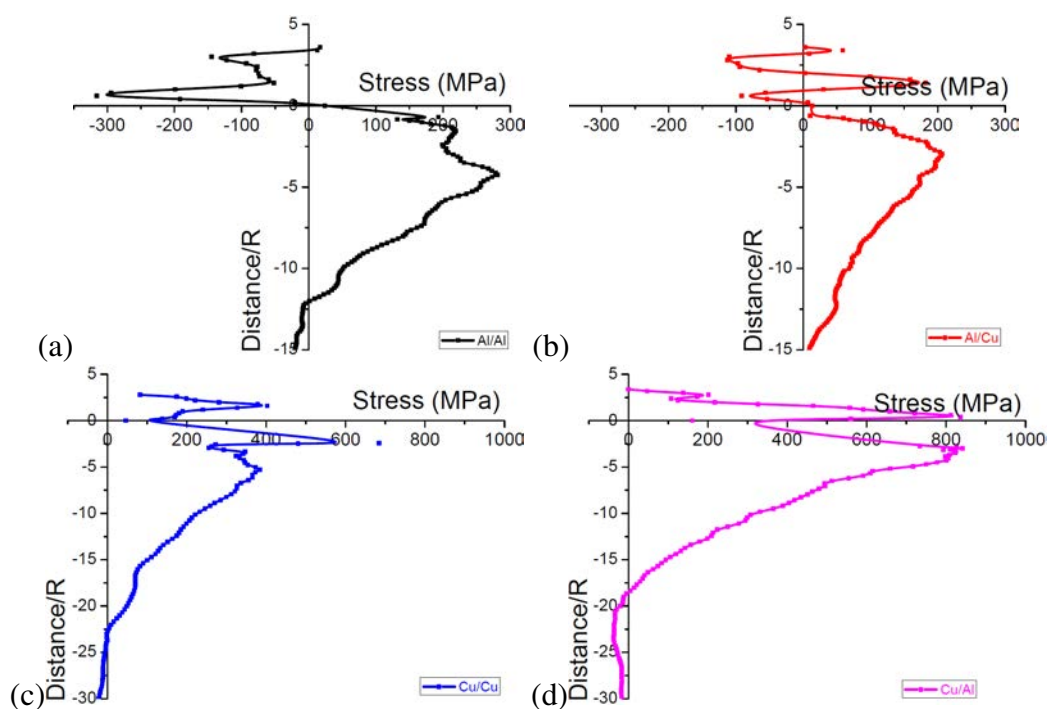 5
Stress (MPa)
0
-300 -200 -100 0 100 200 300
-5
-10
-15
Distance/R
Al/Al
(a)
5
Stress (MPa)
0
-300 -200 -100 0 100 200 300
-5
-10
-15
Distance/R
Al/Cu
(b)
5
Stress (MPa)
0
0 200 400 600 800 1000
-5
-10
-15
-20
-25
-30
Distance/R
Cu/Cu
(c)
5
Stress (MPa)
0
0 200 400 600 800 1000
-5
-10
-15
-20
-25
-30
Distance/R
Cu/Al
(d)